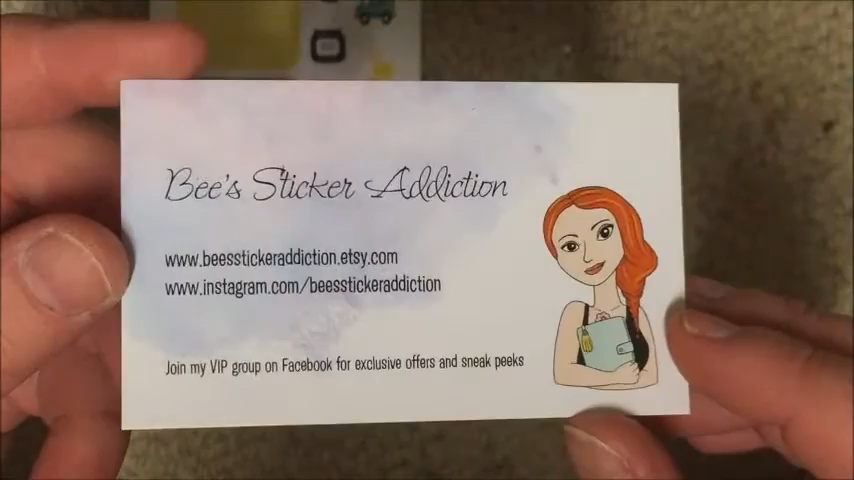 Bee's Sticker Addiction
www.beesstickeraddiction.etsy.com
www.instagram.com/beesstickeraddiction
Join my VIP group on Facebook for exclusive offers and sneak peeks